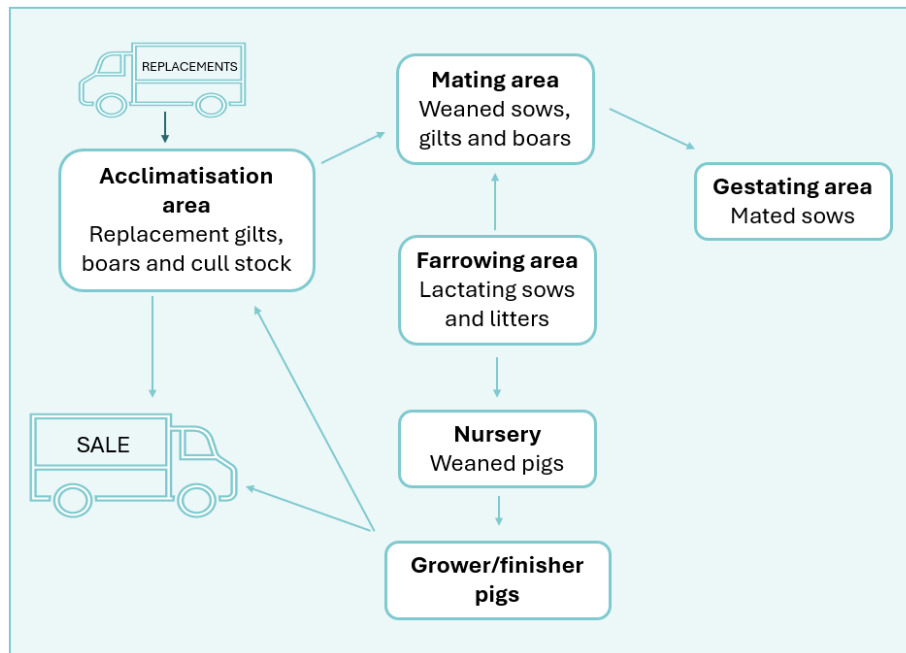 REPLACEMENTS
Acclimatisation
area
Replacement gilts,
boars and cull stock
Mating area
Weaned sows,
gilts and boars
Gestating area
Mated sows
Farrowing area
Lactating sows
and litters
Nursery
Weaned pigs
SALE
Grower/finisher
pigs